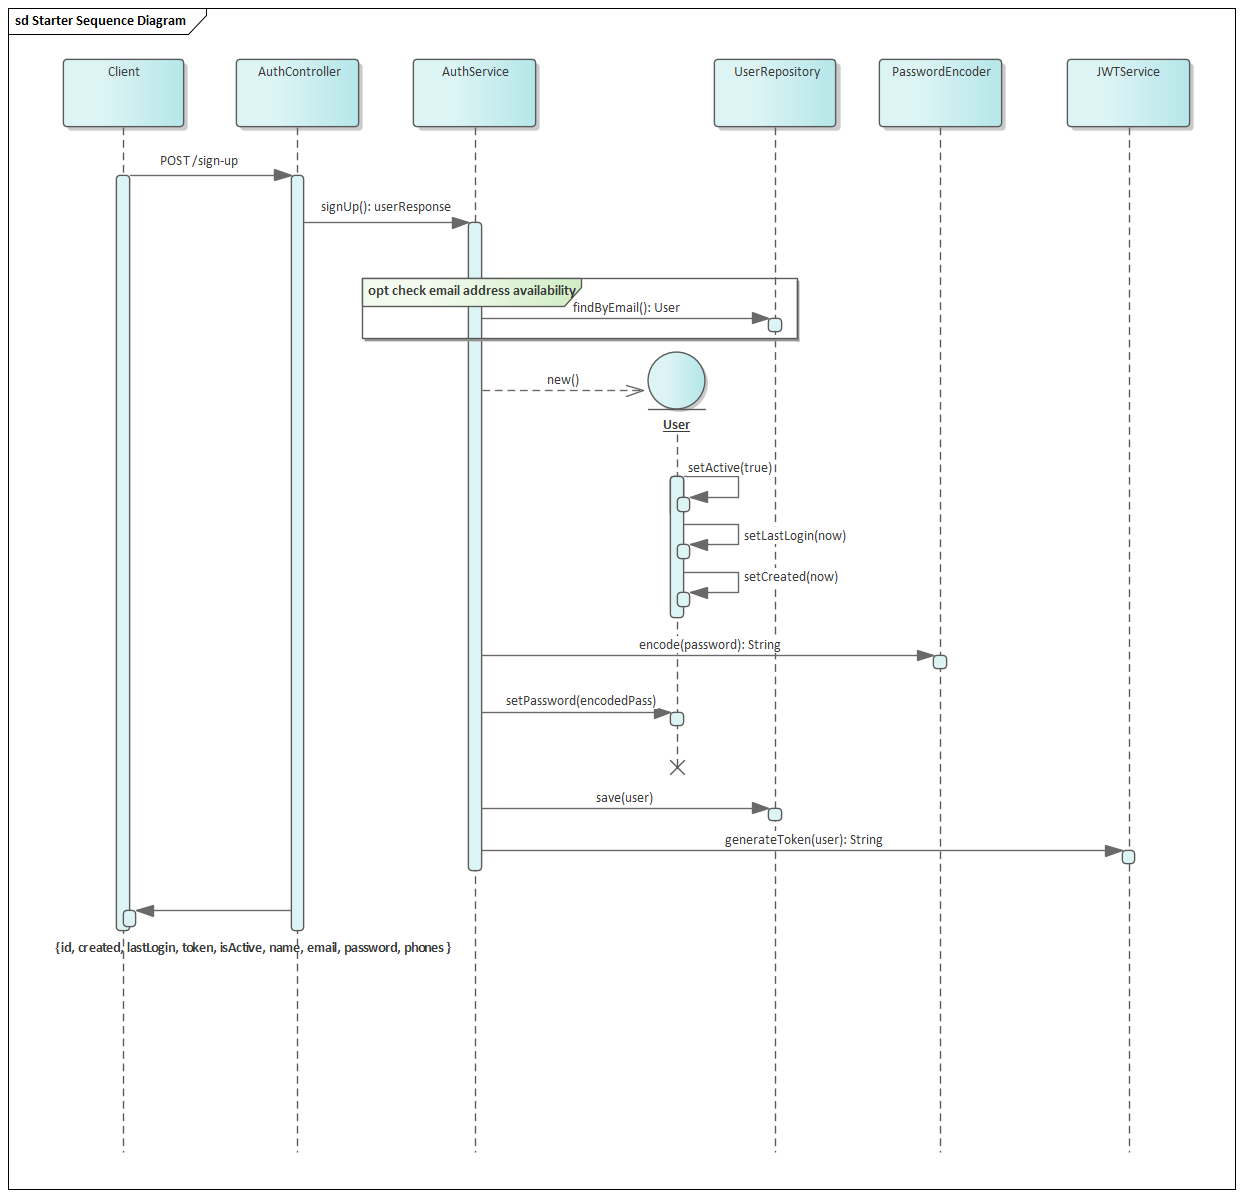 sd Starter Sequence Diagram
Client
AuthController
AuthService
UserRepository
PasswordEncoder
JWTService
POST /sign-up
signUp(): userResponse
opt check email address availability
findByEmail(): User
new()
User
setActive(true)
setLastLogin(now)
setCreated(now)
encode(password): String
setPassword(encodedPass)
save(user)
generateToken(user): String
{ id, created, lastLogin, token, isActive, name, email, password, phones }